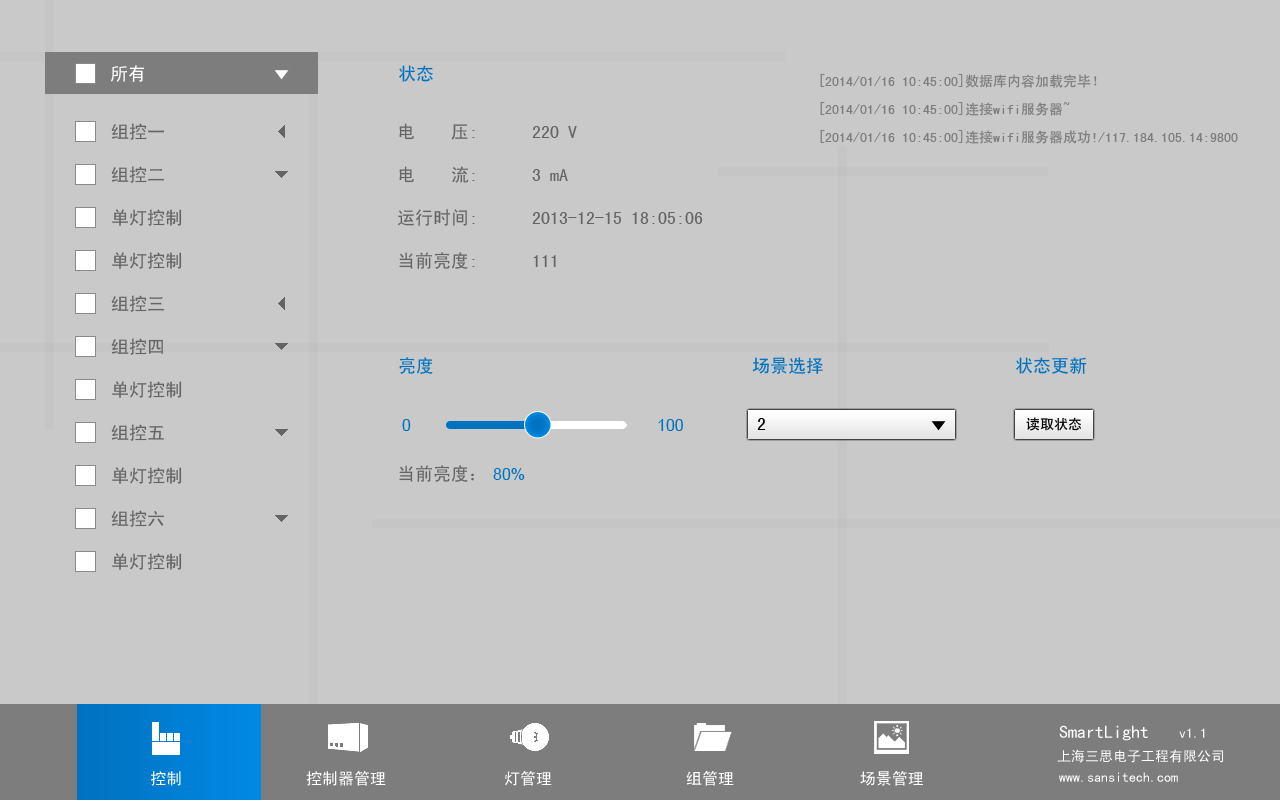 所有
组控一
组控二
单灯控制
单灯控制
组控三
组控四
单灯控制
组控五
单灯控制
组控六
单灯控制
状态
电 压: 220 V
电 流: 3 mA
运行时间: 2013-12-15 18:05:06
当前亮度: 111
[2014/01/16 10:45:00]数据库内容加载完毕!
[2014/01/16 10:45:00]连接wifi服务器~
[2014/01/16 10:45:00]连接wifi服务器成功!/117.184.105.14:9800
亮度
0 100
当前亮度: 80%
场景选择
2
状态更新
读取状态
控制
控制器管理
灯管理
组管理
场景管理
SmartLight v1.1
上海三思电子工程有限公司
www.sansitech.com